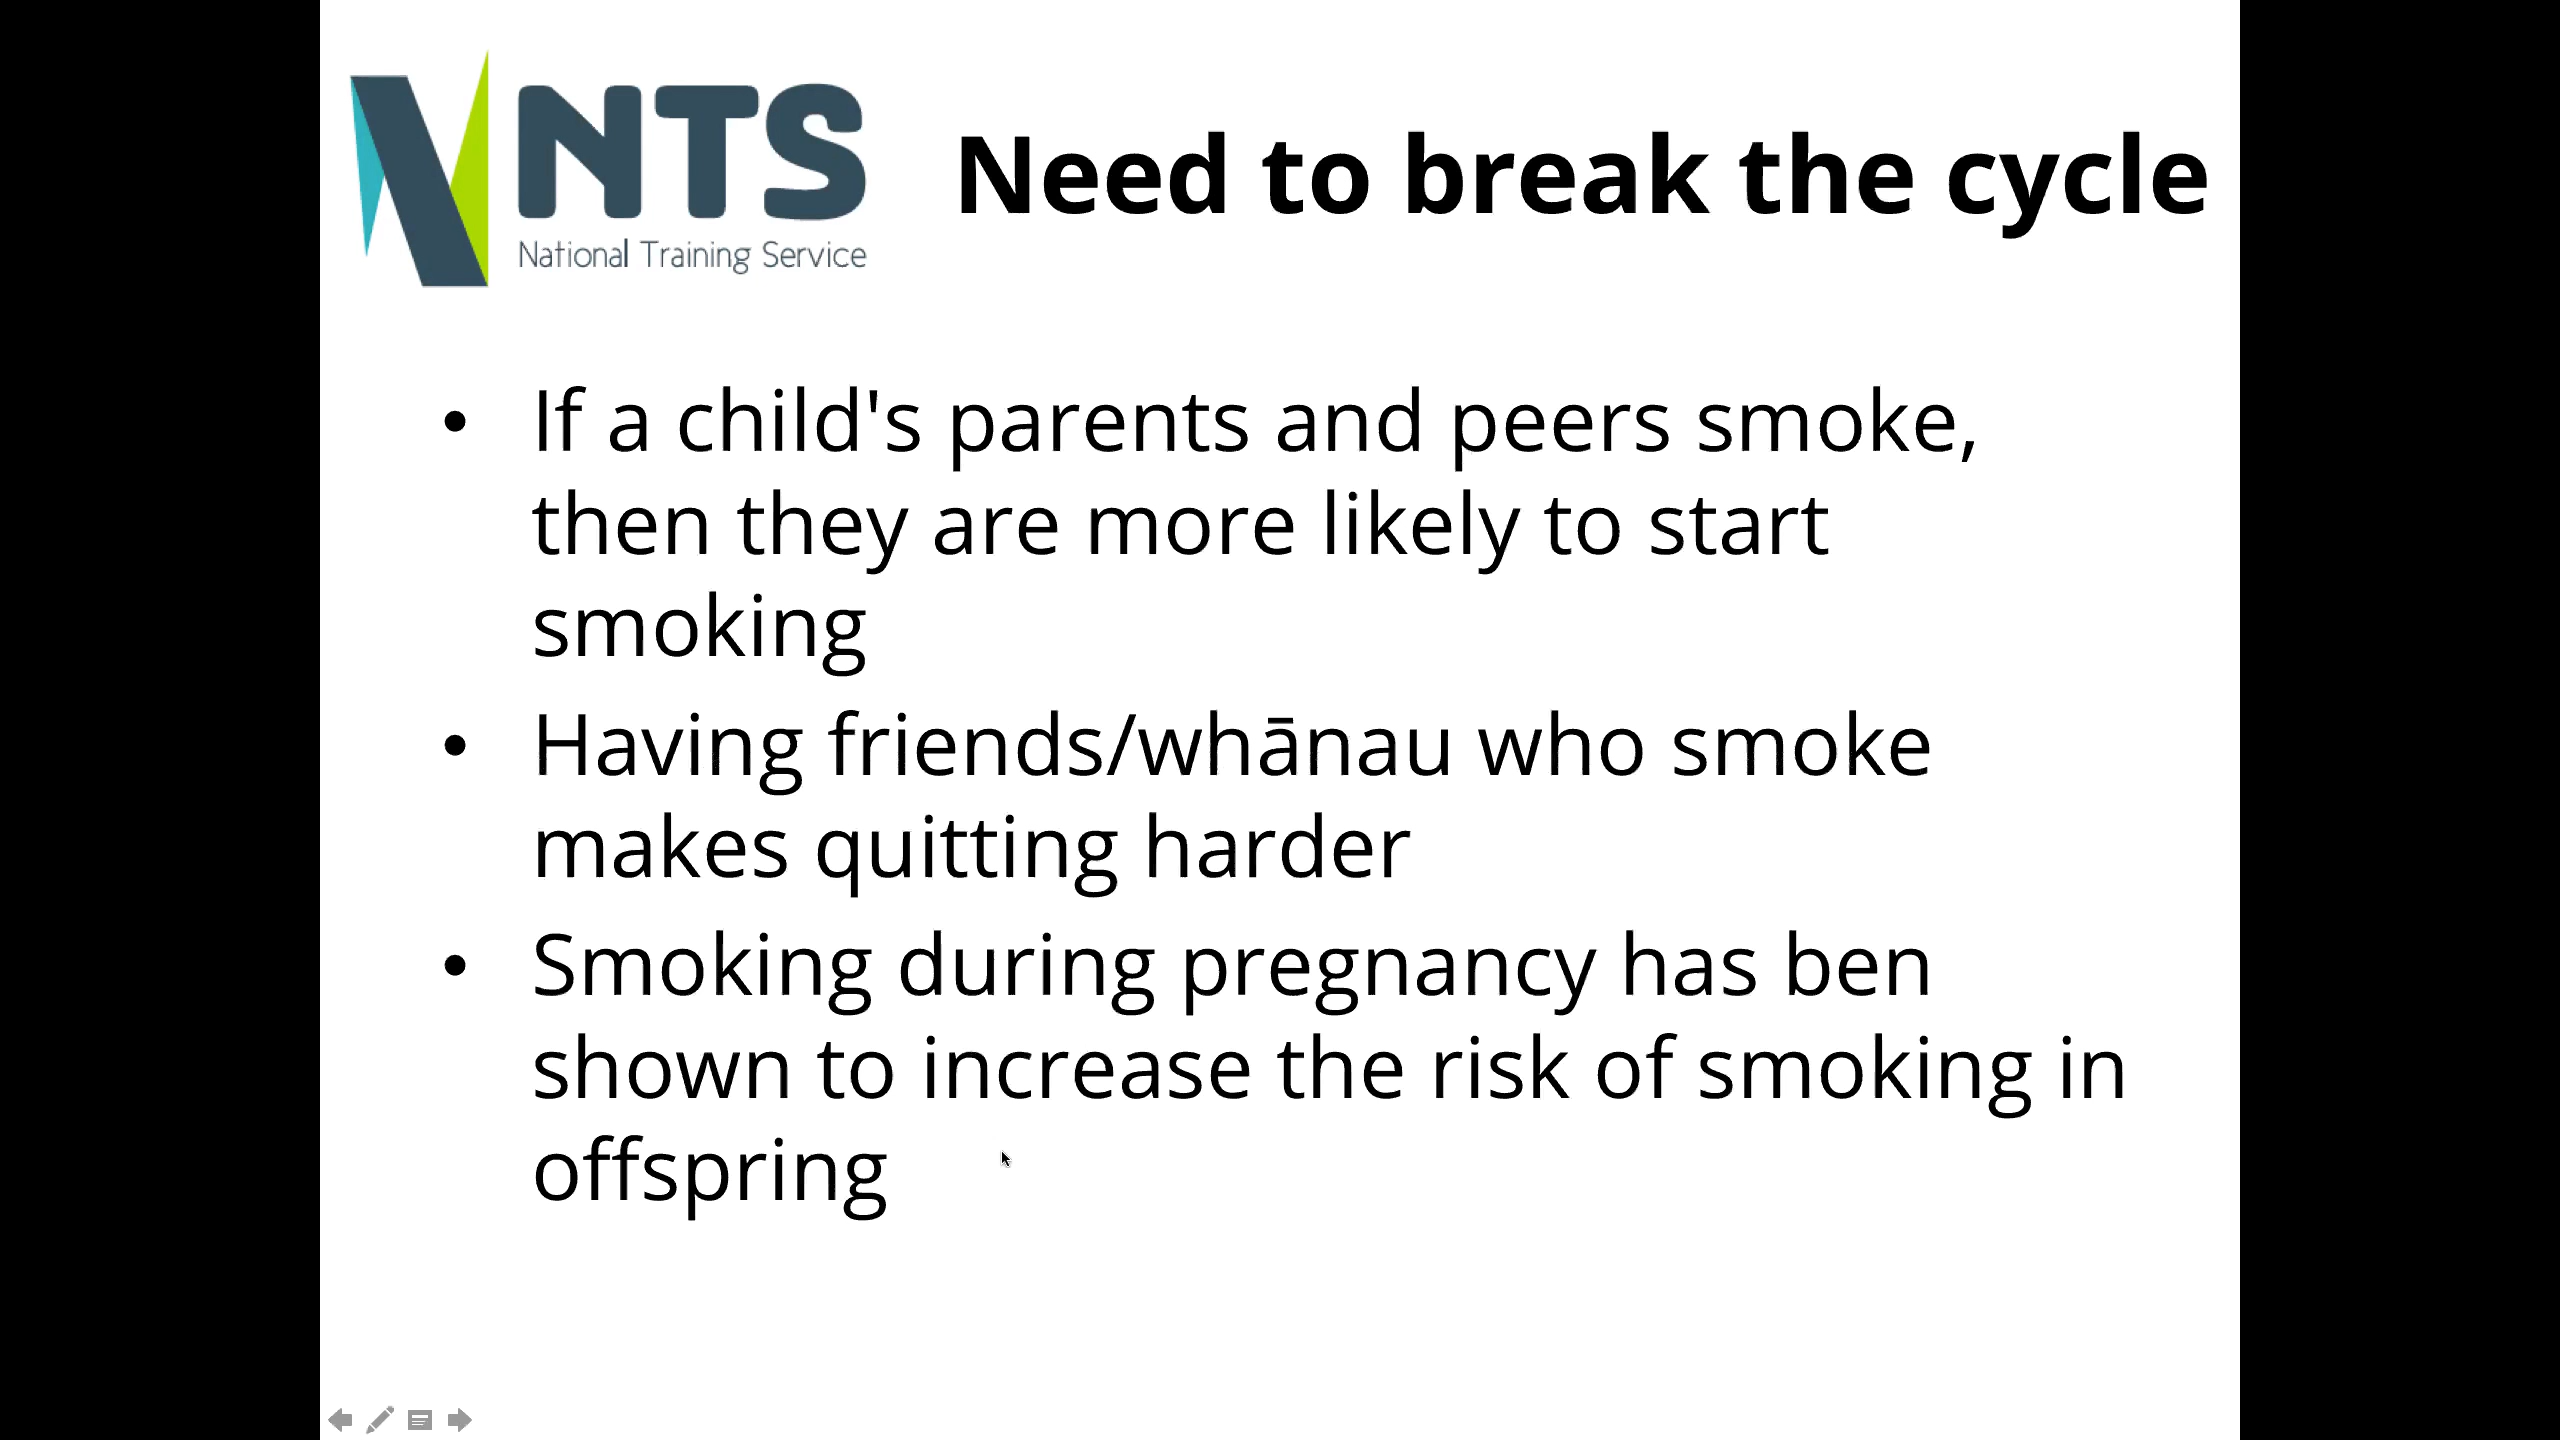 NTS
National Training Service
Need to break the cycle
• If a child's parents and peers smoke,
then they are more likely to start
smoking
• Having friends/whānau who smoke
makes quitting harder
• Smoking during pregnancy has ben
shown to increase the risk of smoking in
offspring